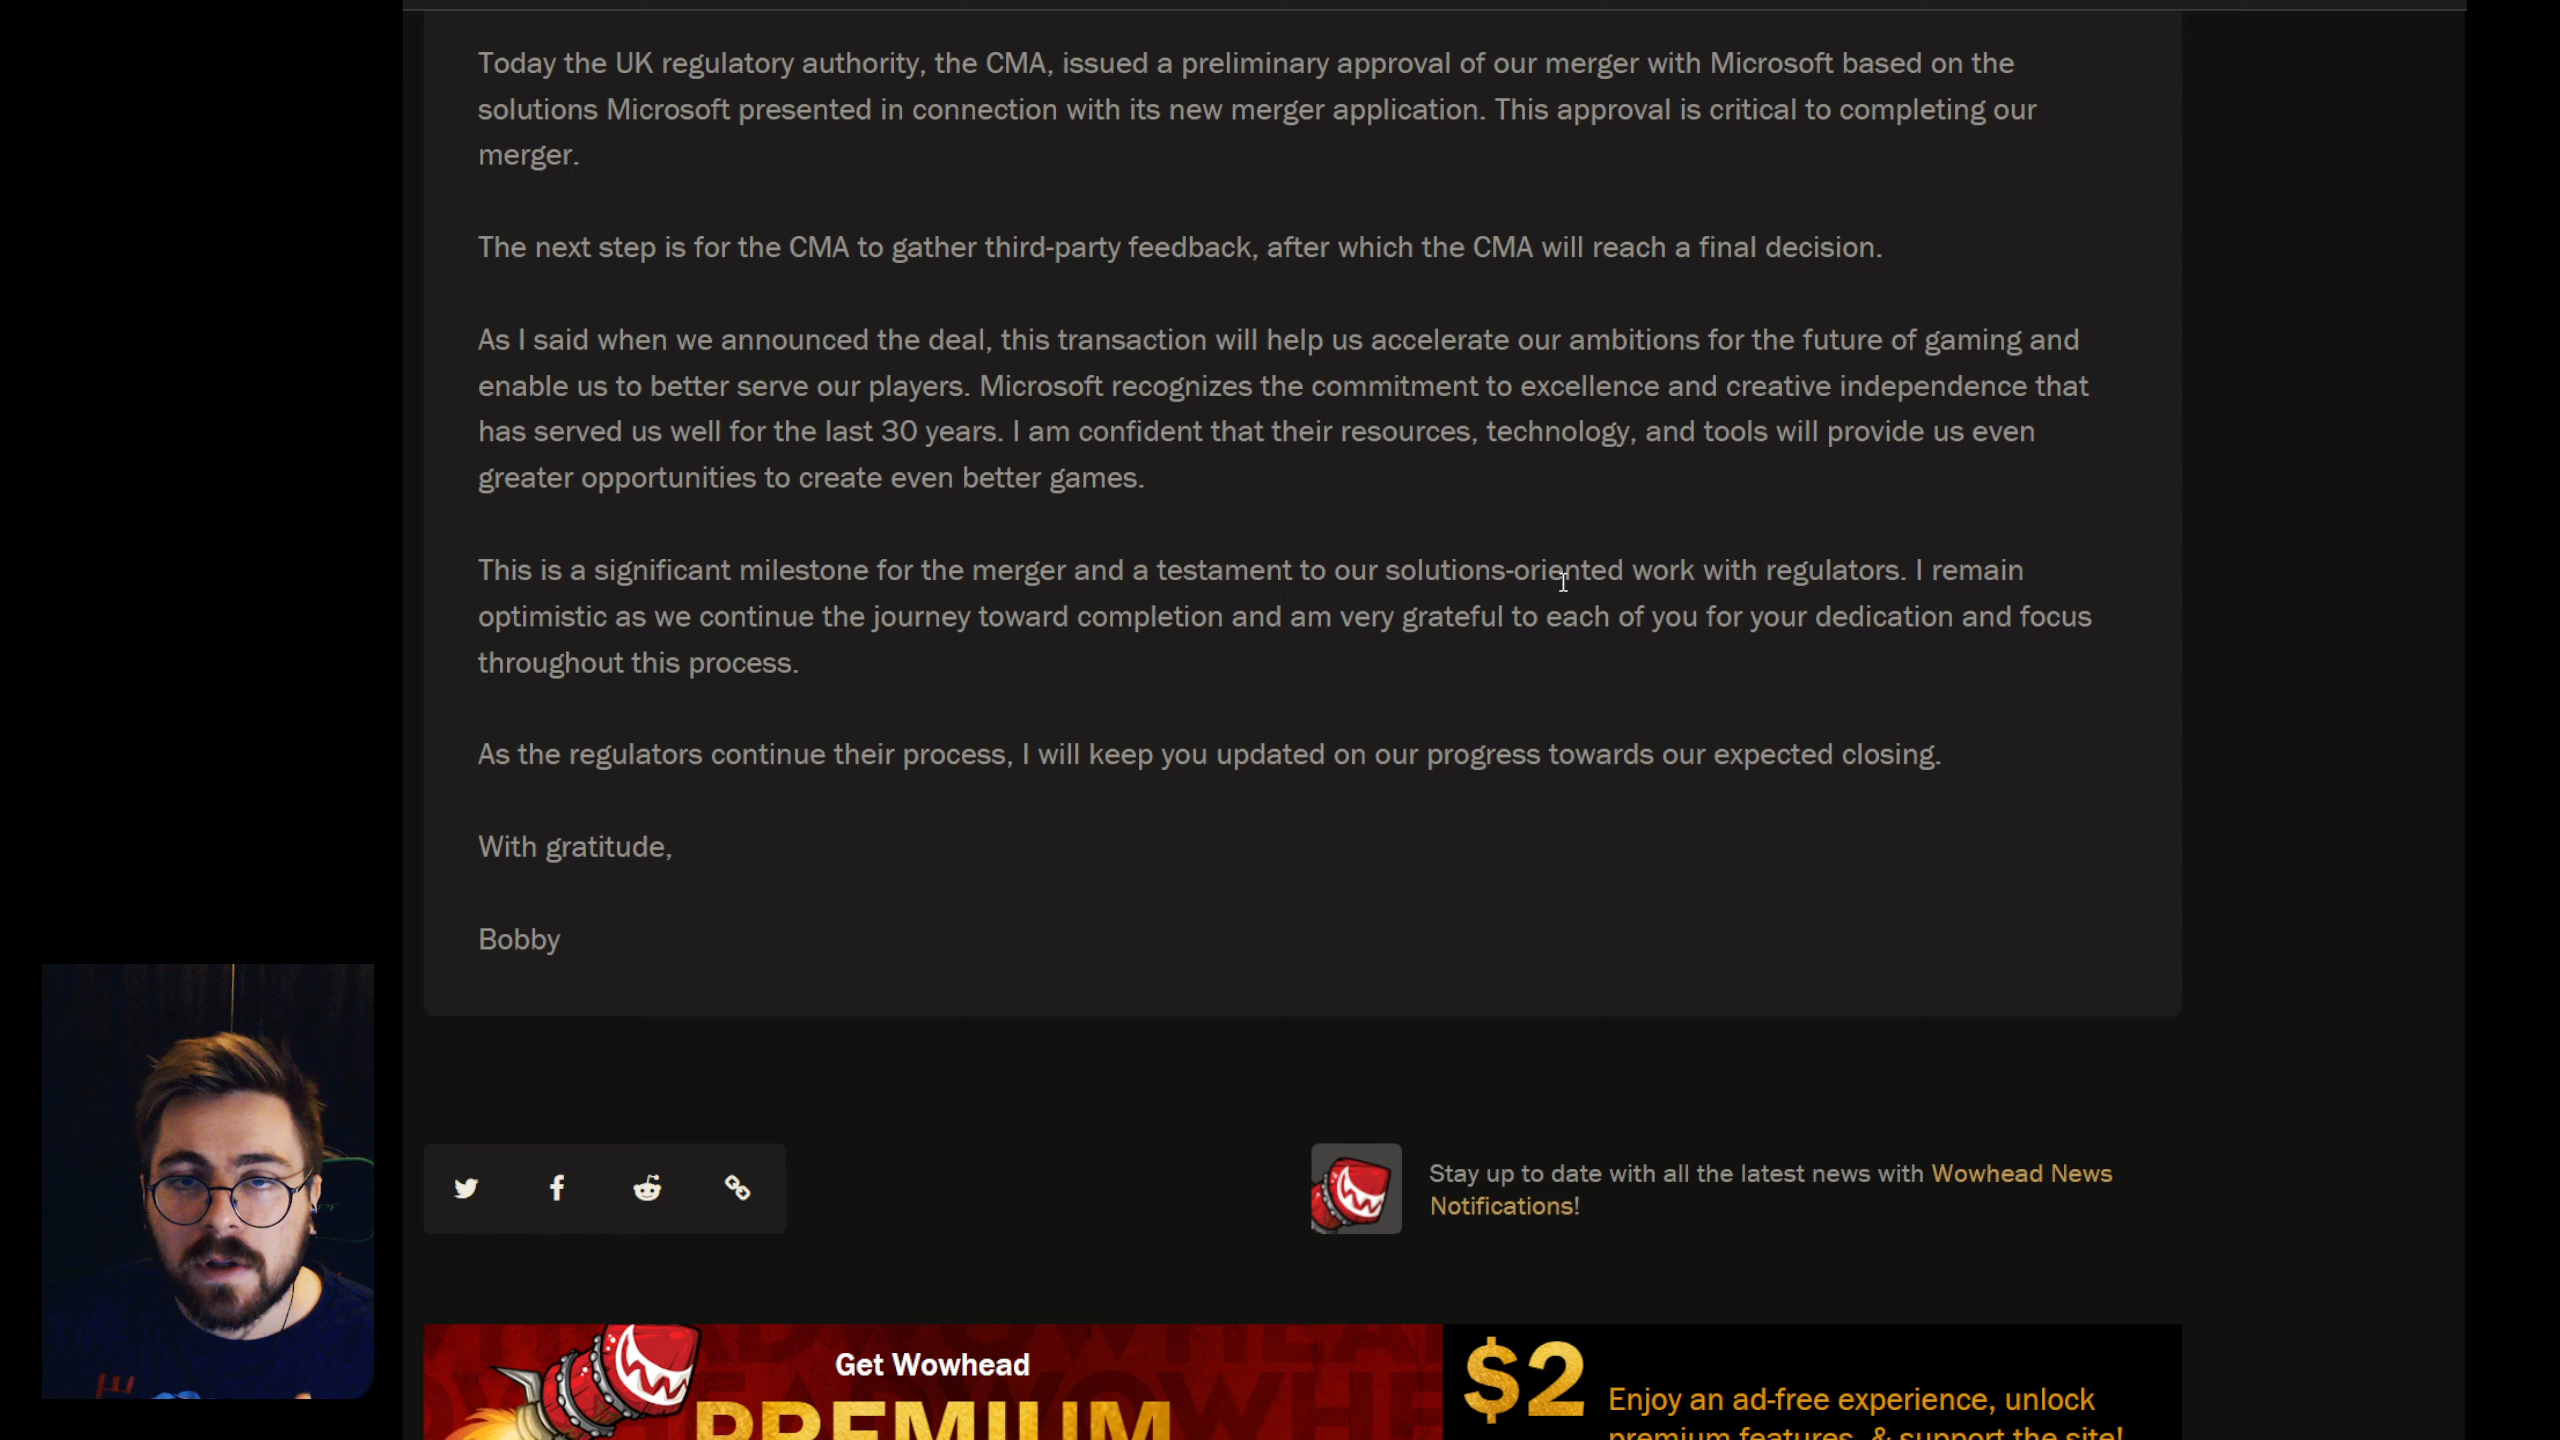 Today the UK regulatory authority, the CMA, issued a preliminary approval of our merger with Microsoft based on the
solutions Microsoft presented in connection with its new merger application. This approval is critical to completing our
merger.
The next step is for the CMA to gather third-party feedback, after which the CMA will reach a final decision.
As I said when we announced the deal, this transaction will help us accelerate our ambitions for the future of gaming and
enable us to better serve our players. Microsoft recognizes the commitment to excellence and creative independence that
has served us well for the last 30 years. I am confident that their resources, technology, and tools will provide us even
greater opportunities to create even better games.
This is a significant milestone for the merger and a testament to our solutions-oriented work with regulators. I remain
optimistic as we continue the journey toward completion and am very grateful to each of you for your dedication and focus
throughout this process.
As the regulators continue their process, I will keep you updated on our progress towards our expected closing.
With gratitude,
Bobby
Stay up to date with all the latest news with Wowhead News
Notifications!
Get Wowhead
PREMIUM
$2
Enjoy an ad-free experience, unlock
premium features, & support the site!